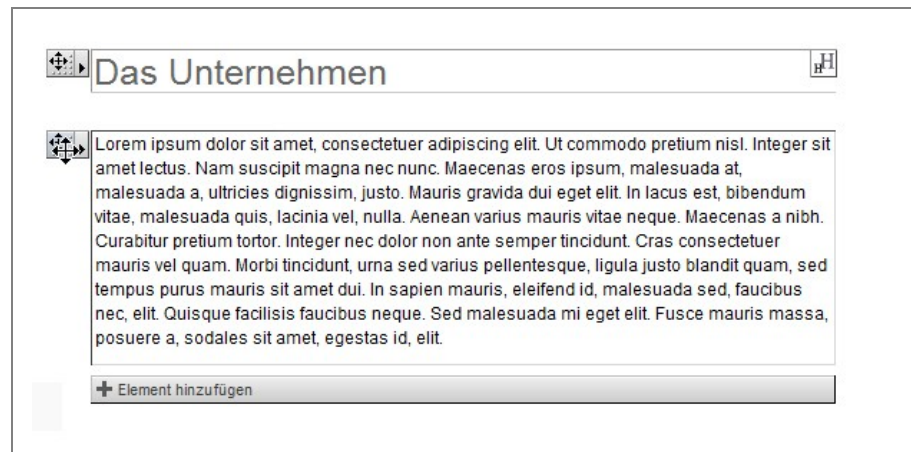 Das Unternehmen
HH
Lorem ipsum dolor sit amet, consectetuer adipiscing elit. Ut commodo pretium nisl. Integer sit
amet lectus. Nam suscipit magna nec nunc. Maecenas eros ipsum, malesuada at,
malesuada a, ultricies dignissim, justo. Mauris gravida dui eget elit. In lacus est, bibendum
vitae, malesuada quis, lacinia vel, nulla. Aenean varius mauris vitae neque. Maecenas a nibh.
Curabitur pretium tortor. Integer nec dolor non ante semper tincidunt. Cras consectetuer
mauris vel quam. Morbi tincidunt, urna sed varius pellentesque, ligula justo blandit quam, sed
tempus purus mauris sit amet dui. In sapien mauris, eleifend id, malesuada sed, faucibus
nec, elit. Quisque facilisis faucibus neque. Sed malesuada mi eget elit. Fusce mauris massa,
posuere a, sodales sit amet, egestas id, elit.
Element hinzufügen